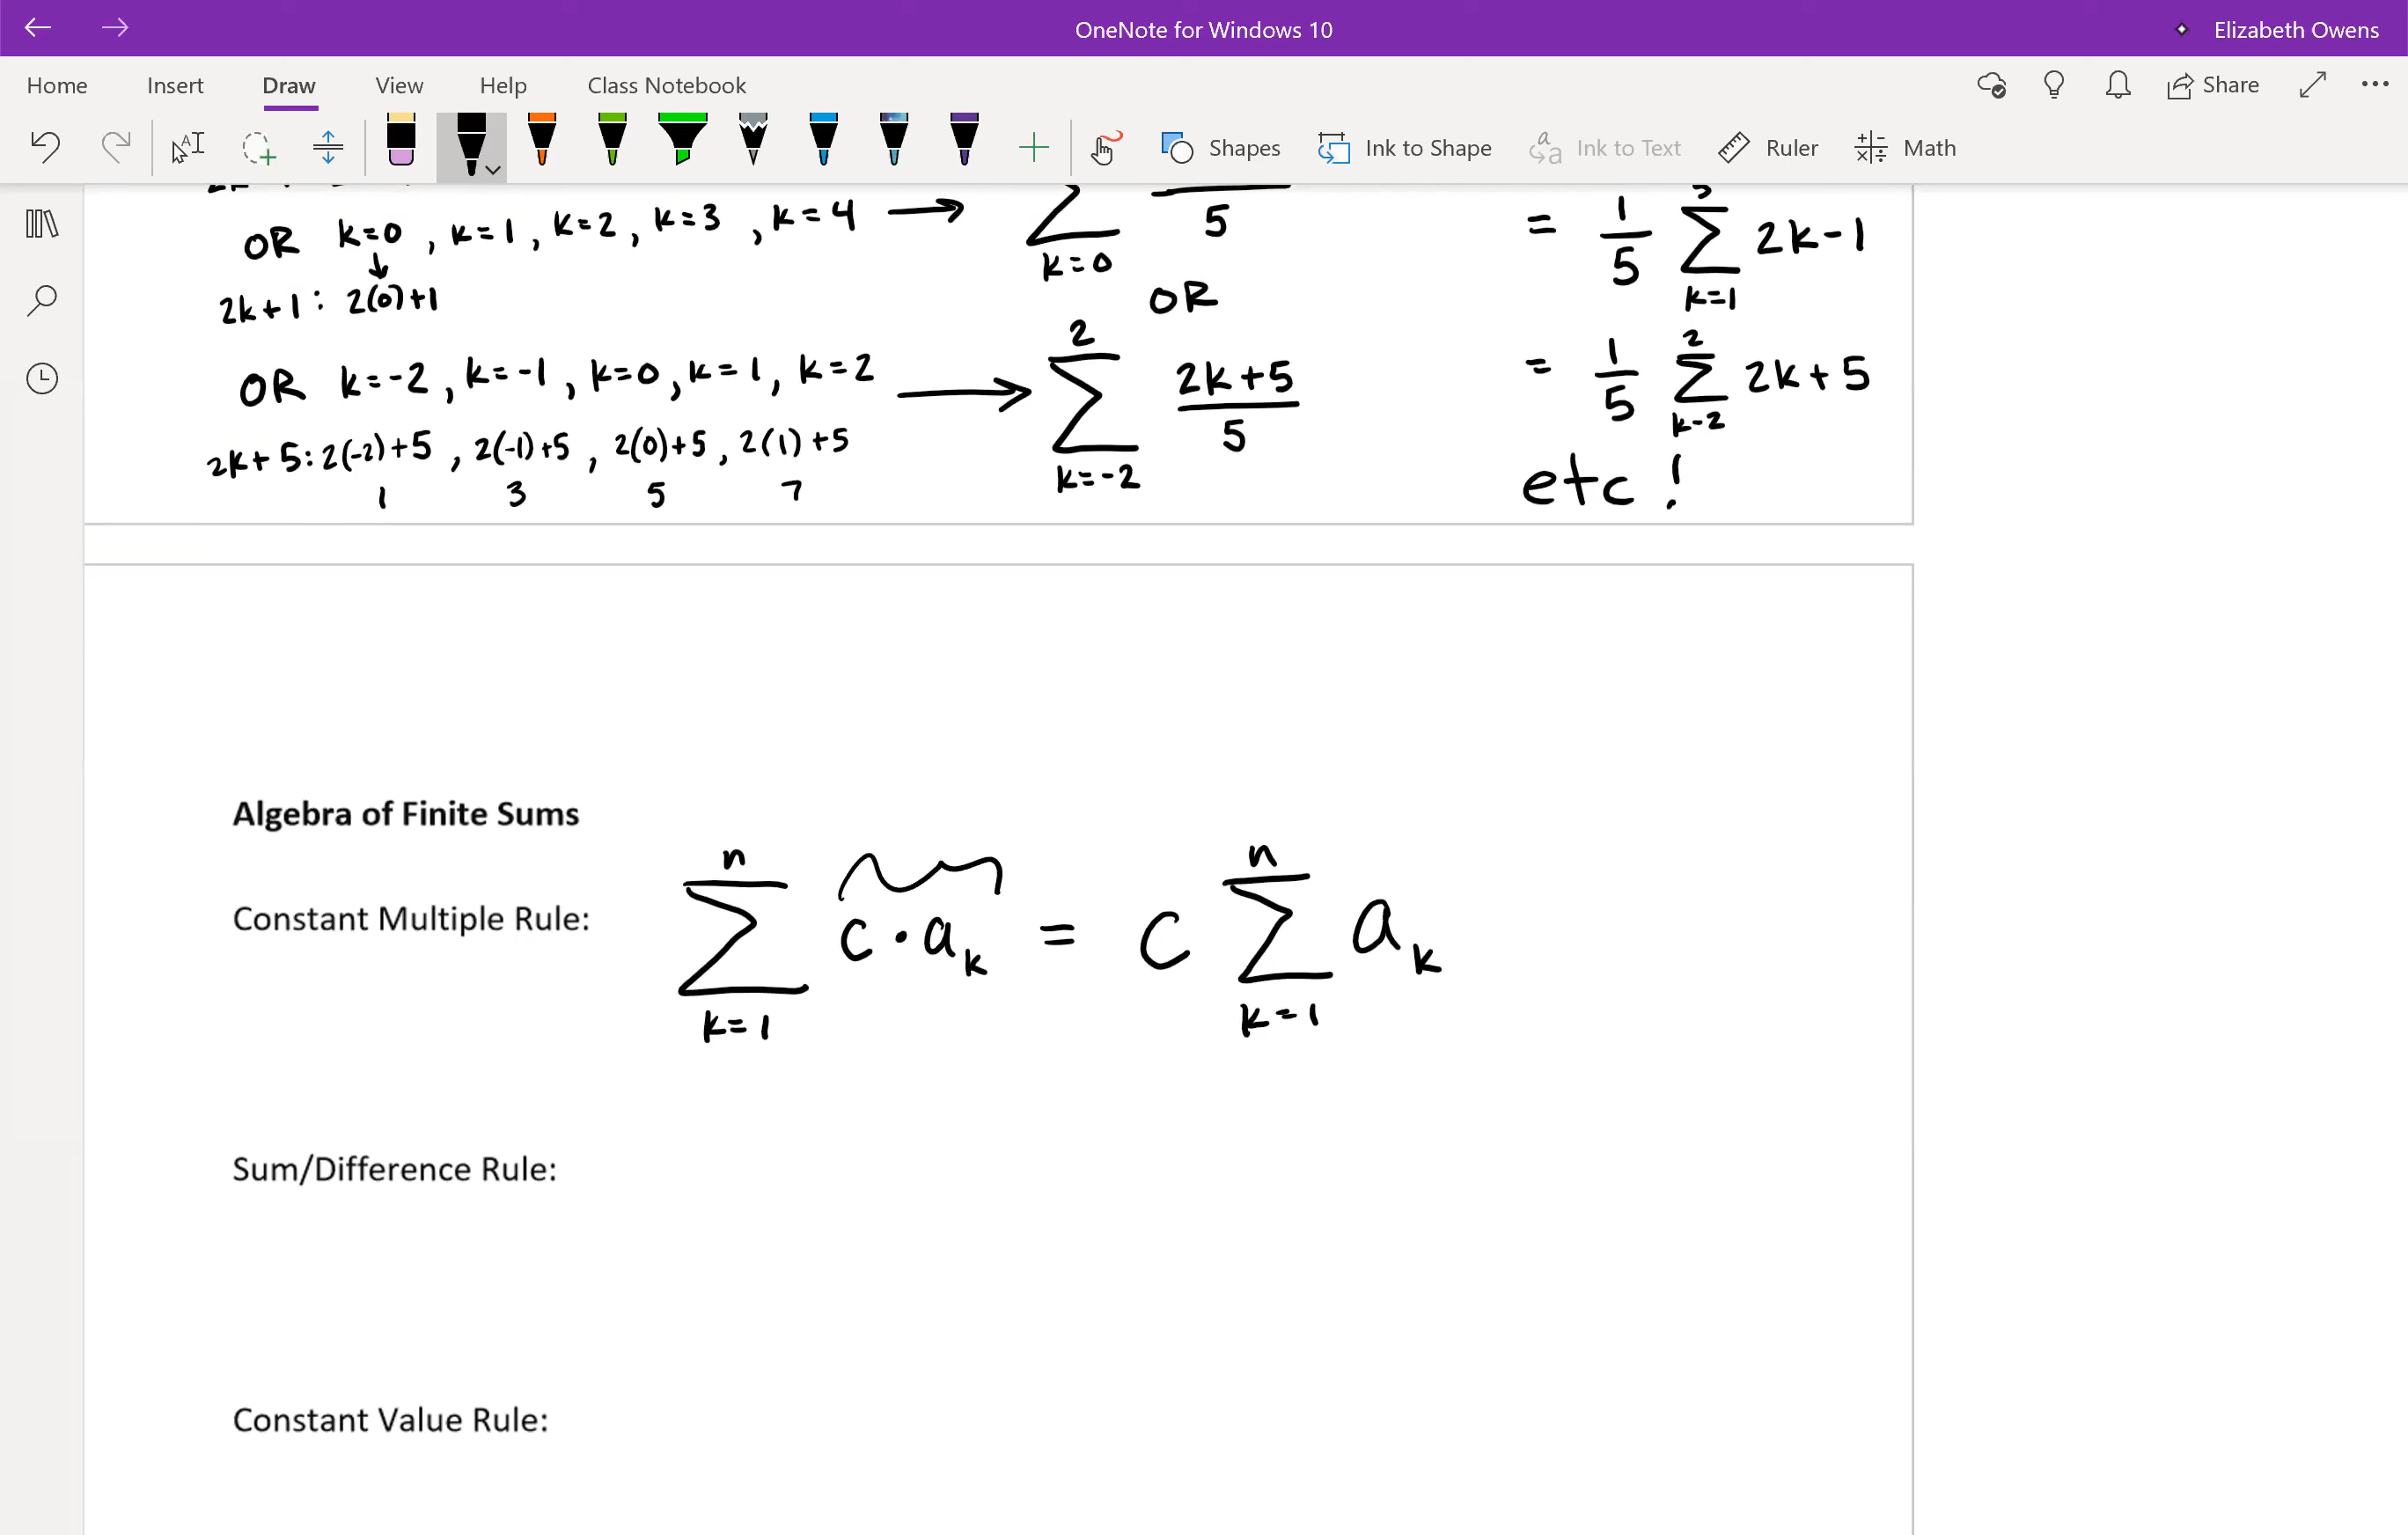 OneNote for Windows 10
Elizabeth Owens
Home Insert Draw View Help Class Notebook
Share
Shapes Ink to Shape Ink to Text Ruler Math
OR k=0, k=1, k=2, k=3, k=4 →
↓
2k+1: 2(0)+1
∑ k=0
5
OR
= 1/5 ∑ k=1 2k-1
OR k=-2, k=-1, k=0, k=1, k=2 →
2 ∑ k=-2 (2k+5)/5
= 1/5 2 ∑ k-2 2k+5
2k+5: 2(-2)+5, 2(-1)+5, 2(0)+5, 2(1)+5
1 3 5 7
etc!
Algebra of Finite Sums
Constant Multiple Rule: n ∑ k=1 c·a_k = c n ∑ k=1 a_k
Sum/Difference Rule:
Constant Value Rule: